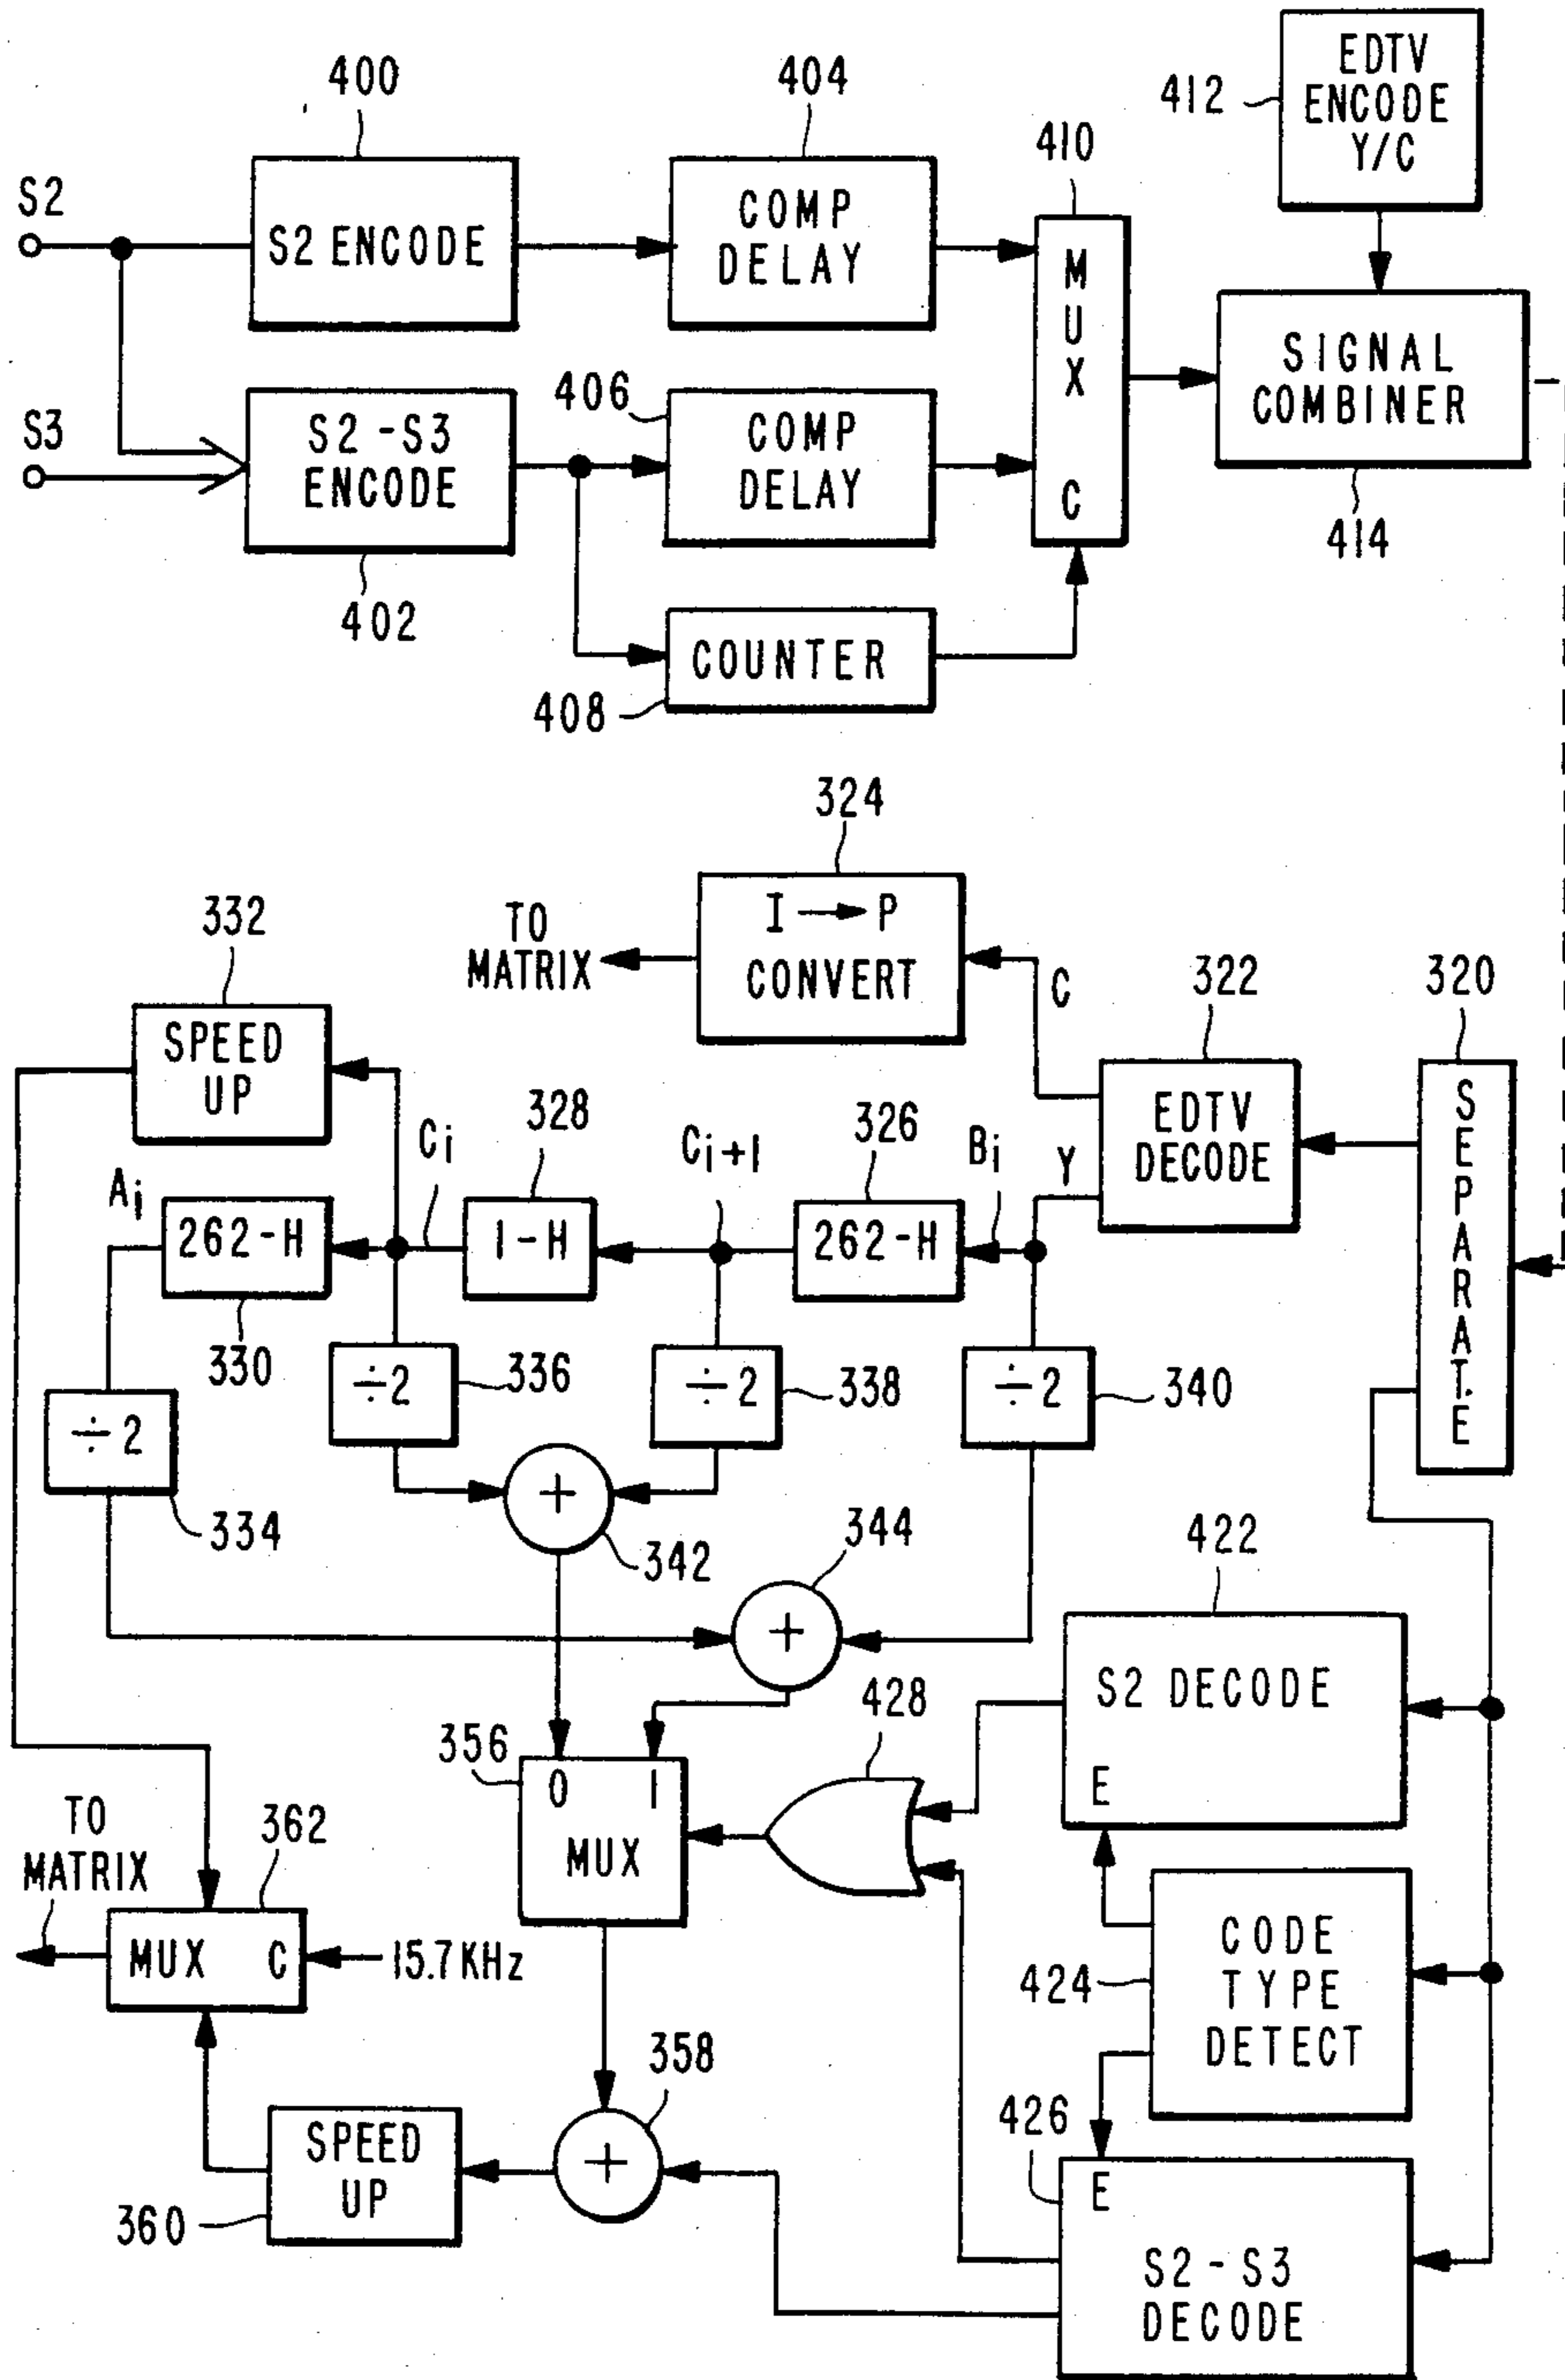 400
404
410
412
EDTV
ENCODE
Y/C
S2
S2 ENCODE
COMP
DELAY
MUX
C
SIGNAL
COMBINER
414
S3
S2-S3
ENCODE
402
406
COMP
DELAY
COUNTER
408
324
I → P
CONVERT
TO
MATRIX
C
322
320
332
SPEED
UP
EDTV
DECODE
SEPARATE
Ai
262-H
330
Ci
328
1-H
Ci+1
326
262-H
Bi
Y
÷2
334
÷2
336
÷2
338
÷2
340
+
342
+
344
422
S2 DECODE
E
428
356
0
1
MUX
TO
MATRIX
362
MUX
C
15.7KHz
424
CODE
TYPE
DETECT
358
+
SPEED
UP
360
426
E
S2-S3
DECODE